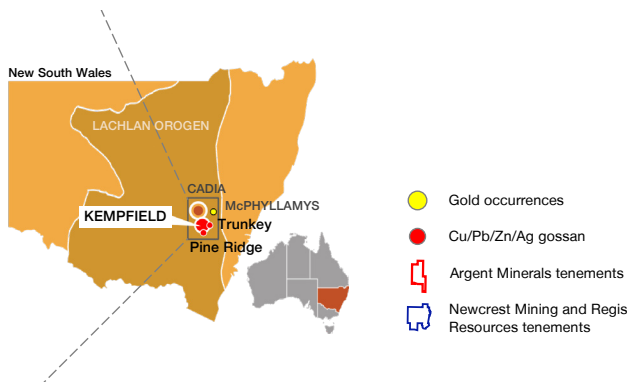 New South Wales
LACHLAN OROGEN
CADIA
McPHYLLAMYS
KEMPFIELD
Trunkey
Pine Ridge
Gold occurrences
Cu/Pb/Zn/Ag gossan
Argent Minerals tenements
Newcrest Mining and Regis
Resources tenements